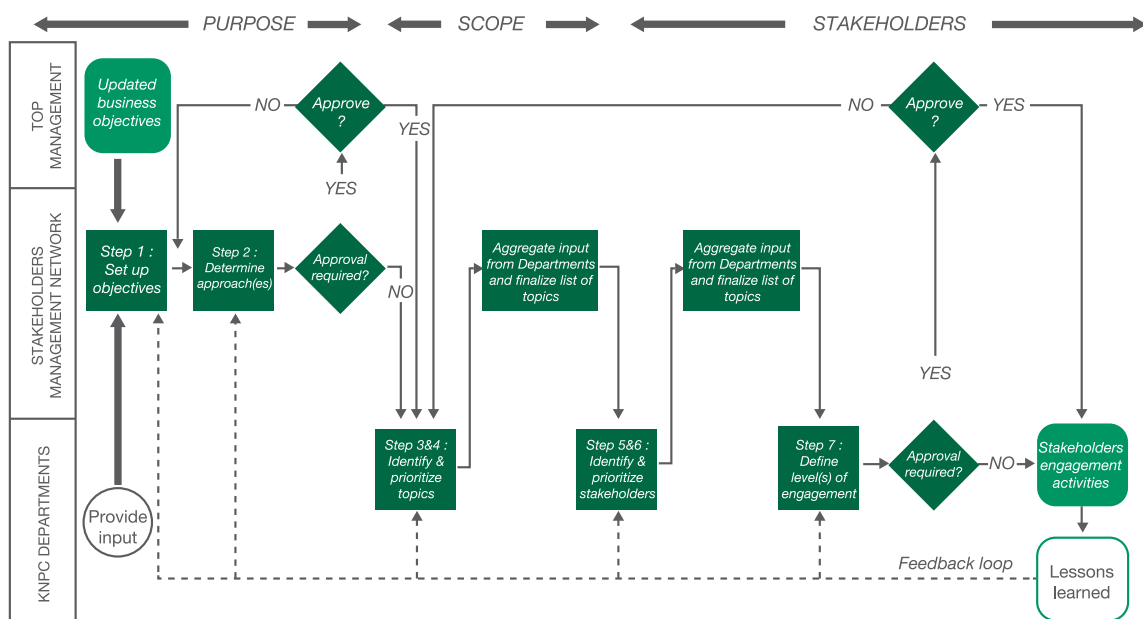 PURPOSE
SCOPE
STAKEHOLDERS
TOP
MANAGEMENT
Updated
business
objectives
NO
Approve
?
YES
YES
NO
Approve
?
YES
STAKEHOLDERS
MANAGEMENT NETWORK
Step 1 :
Set up
objectives
Step 2 :
Determine
approach(es)
Approval
required?
NO
Aggregate input
from Departments
and finalize list of
topics
Aggregate input
from Departments
and finalize list of
topics
YES
KNPC DEPARTMENTS
Provide
input
Step 3&4 :
Identify &
prioritize
topics
Step 5&6 :
Identify &
prioritize
stakeholders
Step 7 :
Define
level(s) of
engagement
Approval
required?
NO
Stakeholders
engagement
activities
Feedback loop
Lessons
learned